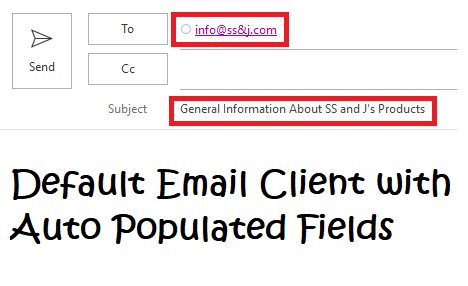 To
info@ss&j.com
Send
Cc
Subject
General Information About SS and J's Products
Default Email Client with
Auto Populated Fields